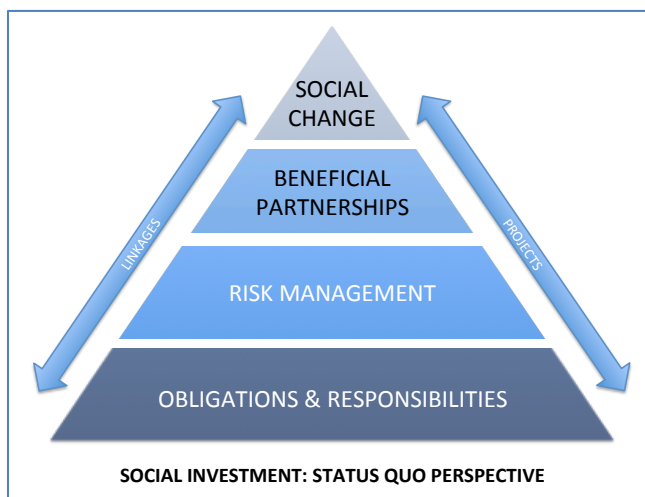 SOCIAL
CHANGE
BENEFICIAL
PARTNERSHIPS
LINKAGES
PROJECTS
RISK MANAGEMENT
OBLIGATIONS & RESPONSIBILITIES
SOCIAL INVESTMENT: STATUS QUO PERSPECTIVE